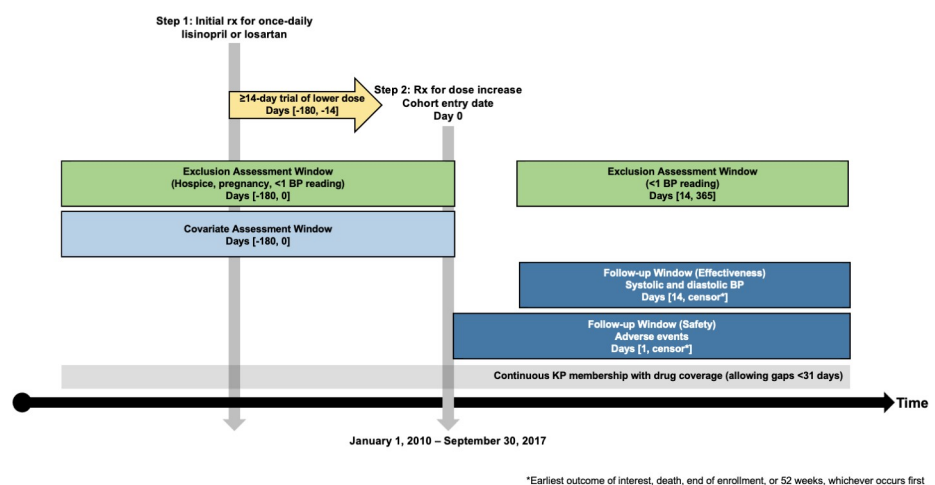 Step 1: Initial rx for once-daily
lisinopril or losartan
≥14-day trial of lower dose
Days [-180, -14]
Step 2: Rx for dose increase
Cohort entry date
Day 0
Exclusion Assessment Window
(Hospice, pregnancy, <1 BP reading)
Days [-180, 0]
Exclusion Assessment Window
(<1 BP reading)
Days [14, 365]
Covariate Assessment Window
Days [-180, 0]
Follow-up Window (Effectiveness)
Systolic and diastolic BP
Days [14, censor*]
Follow-up Window (Safety)
Adverse events
Days [1, censor*]
Continuous KP membership with drug coverage (allowing gaps <31 days)
Time
January 1, 2010 – September 30, 2017
*Earliest outcome of interest, death, end of enrollment, or 52 weeks, whichever occurs first